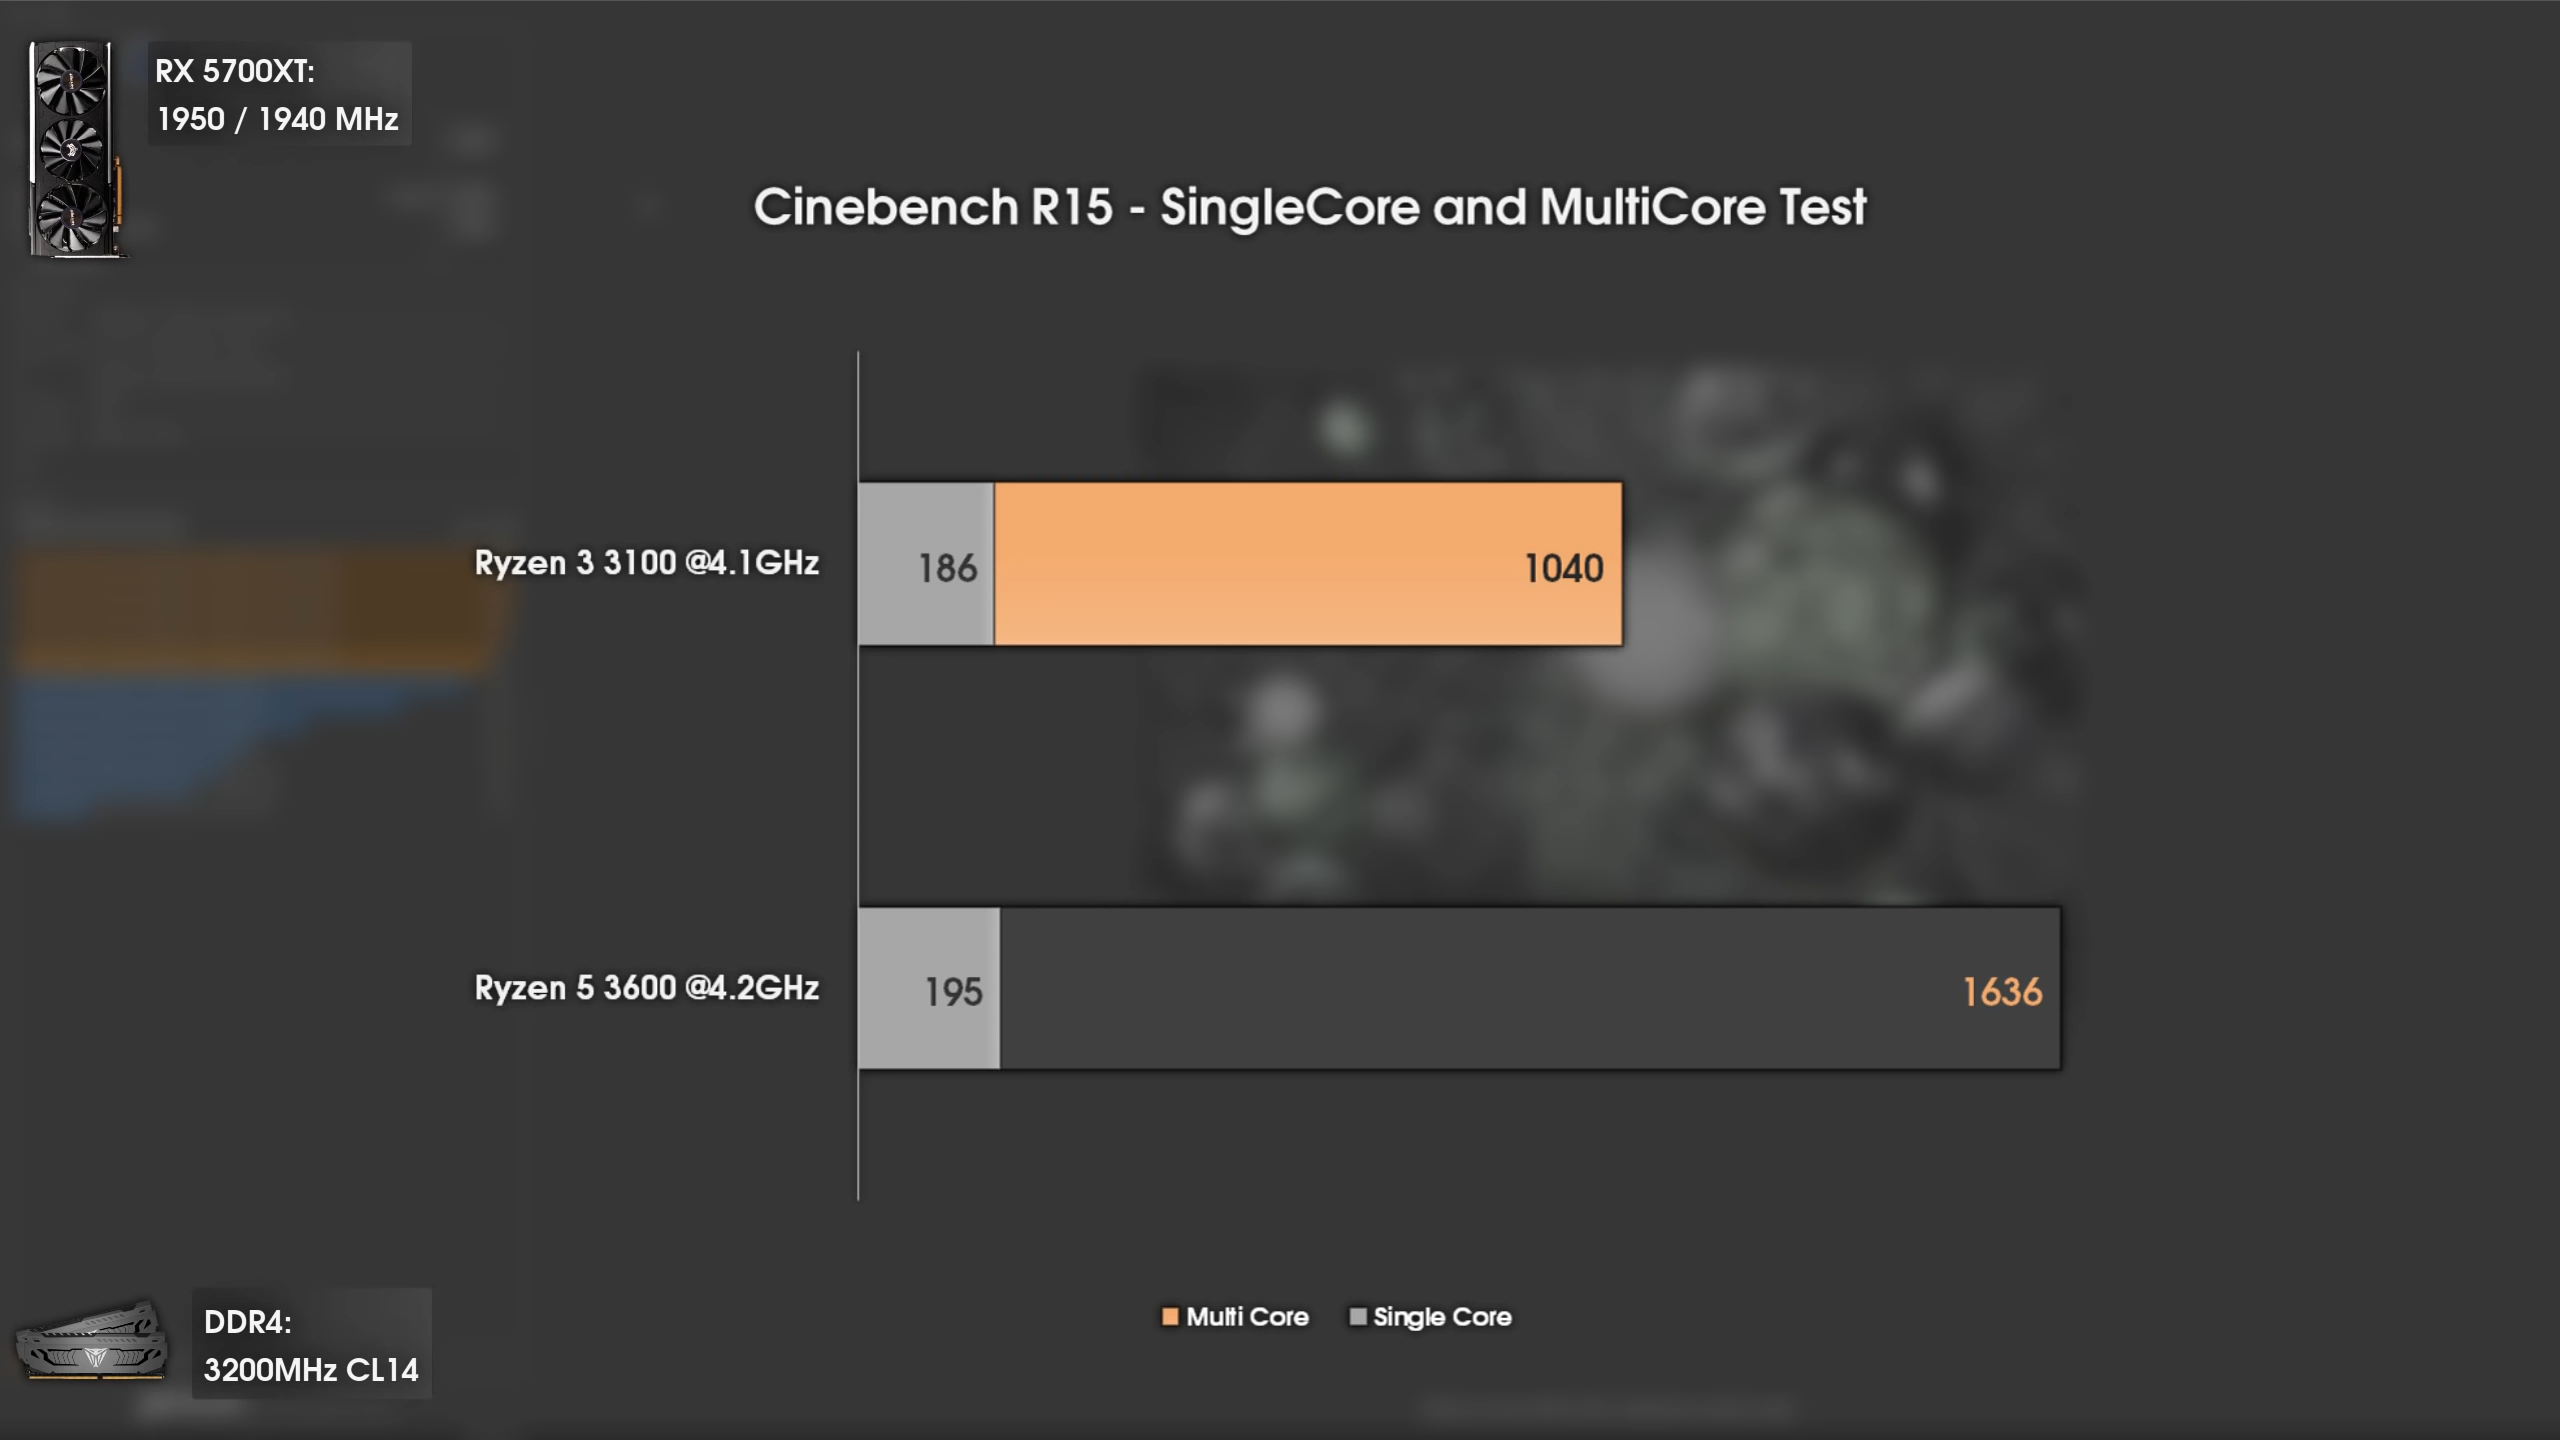 RX 5700XT:
1950 / 1940 MHz
Cinebench R15 - SingleCore and MultiCore Test
Ryzen 3 3100 @4.1GHz
186
1040
Ryzen 5 3600 @4.2GHz
195
1636
Multi Core
Single Core
DDR4:
3200MHz CL14